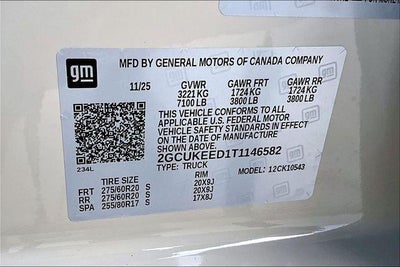 gm
MFD BY GENERAL MOTORS OF CANADA COMPANY
11/25 GVWR GAWR FRT GAWR RR
3221 KG 1724 KG 1724 KG
7100 LB 3800 LB 3800 LB
THIS VEHICLE CONFORMS TO ALL
APPLICABLE U.S. FEDERAL MOTOR
VEHICLE SAFETY STANDARDS IN EFFECT
ON THE DATE OF MANUFACTURE
SHOWN ABOVE.
2GCUKEED1T1146582
TYPE: TRUCK MODEL: 12CK10543
234L
TIRE SIZE RIM
FRT 275/60R20 S 20X9J
RR 275/60R20 S 20X9J
SPA 255/80R17 S 17X8J